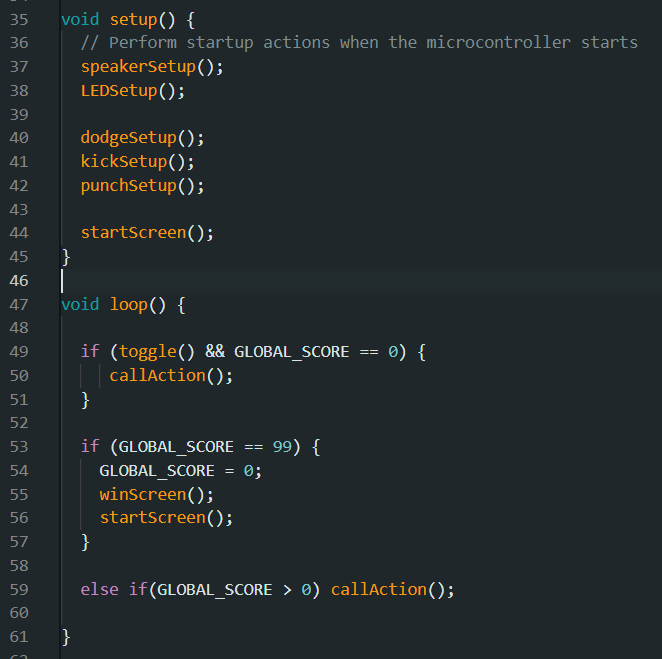 35 void setup() {
36 // Perform startup actions when the microcontroller starts
37 speakerSetup();
38 LEDSetup();
39
40 dodgeSetup();
41 kickSetup();
42 punchSetup();
43
44 startScreen();
45 }
46
47 void loop() {
48
49 if (toggle() && GLOBAL_SCORE == 0) {
50 callAction();
51 }
52
53 if (GLOBAL_SCORE == 99) {
54 GLOBAL_SCORE = 0;
55 winScreen();
56 startScreen();
57 }
58
59 else if(GLOBAL_SCORE > 0) callAction();
60
61 }